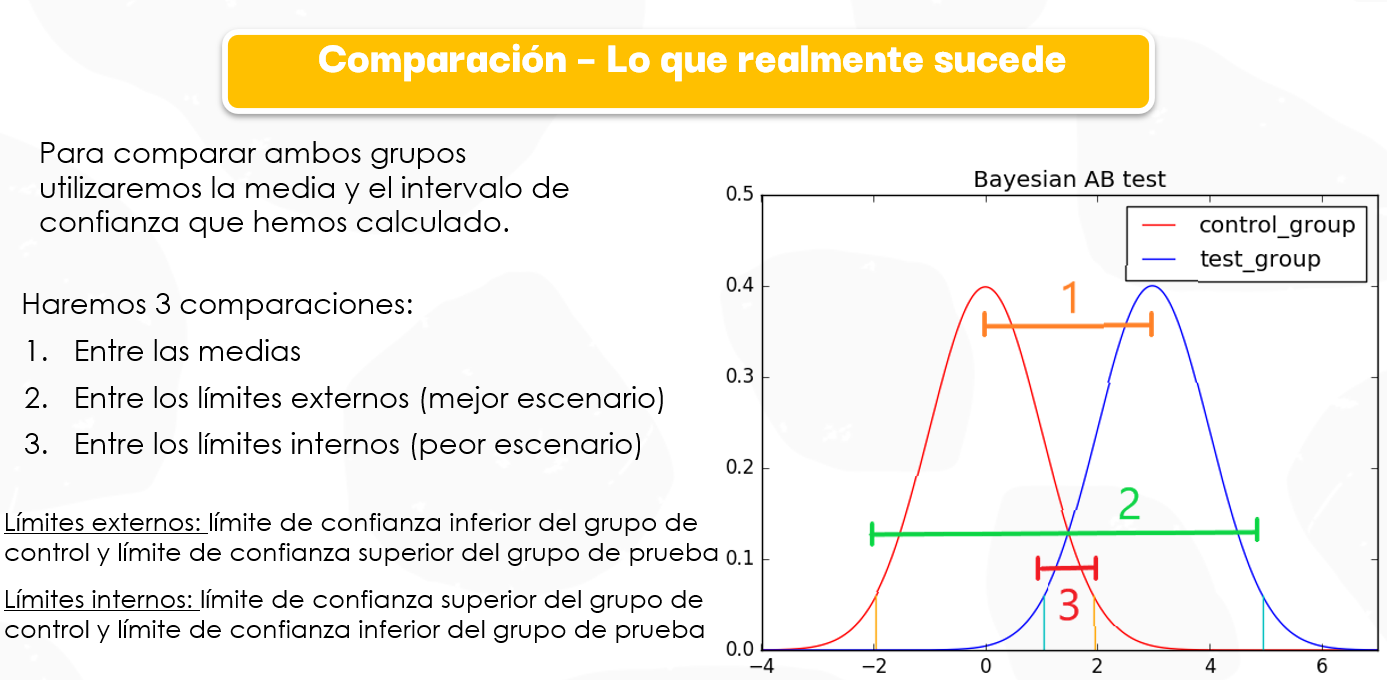 Comparación – Lo que realmente sucede
Para comparar ambos grupos
utilizaremos la media y el intervalo de
confianza que hemos calculado.
Haremos 3 comparaciones:
1. Entre las medias
2. Entre los límites externos (mejor escenario)
3. Entre los límites internos (peor escenario)
Límites externos: límite de confianza inferior del grupo de
control y límite de confianza superior del grupo de prueba
Límites internos: límite de confianza superior del grupo de
control y límite de confianza inferior del grupo de prueba
Bayesian AB test
control_group
test_group
0.5
0.4
0.3
0.2
0.1
0.0
−4
−2
0
2
4
6
1
2
3